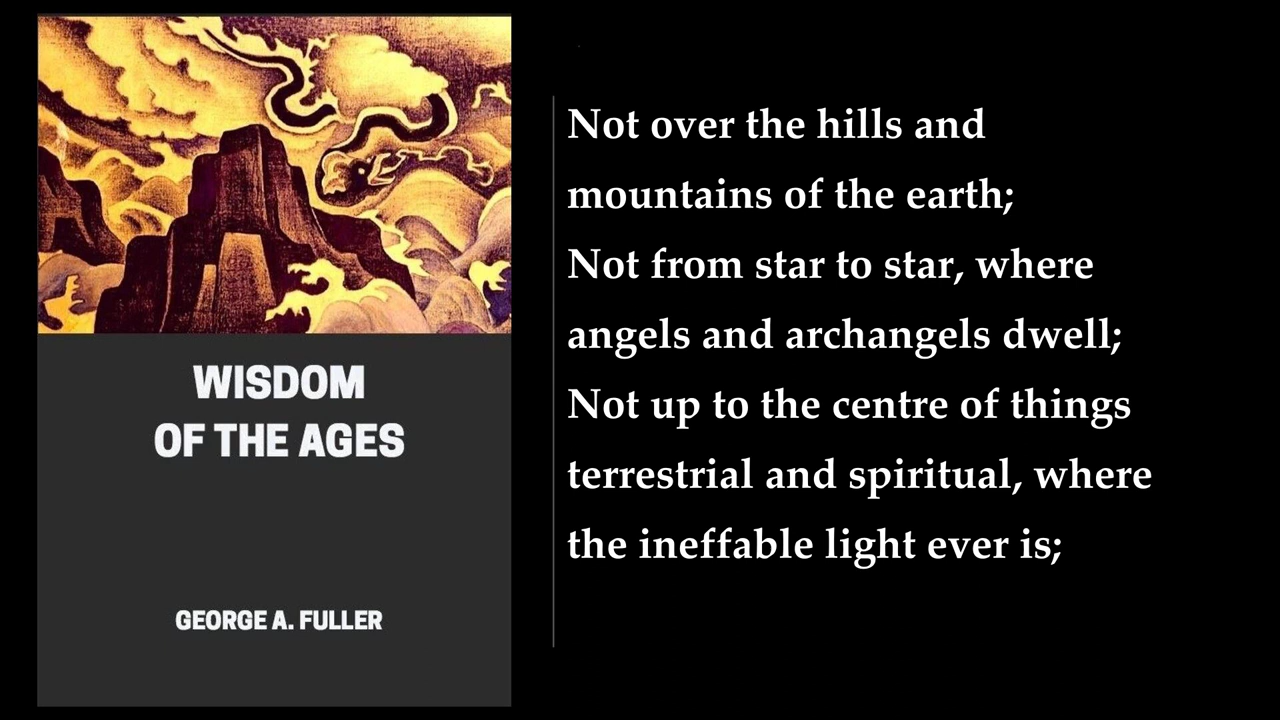 WISDOM
OF THE AGES
GEORGE A. FULLER
Not over the hills and
mountains of the earth;
Not from star to star, where
angels and archangels dwell;
Not up to the centre of things
terrestrial and spiritual, where
the ineffable light ever is;